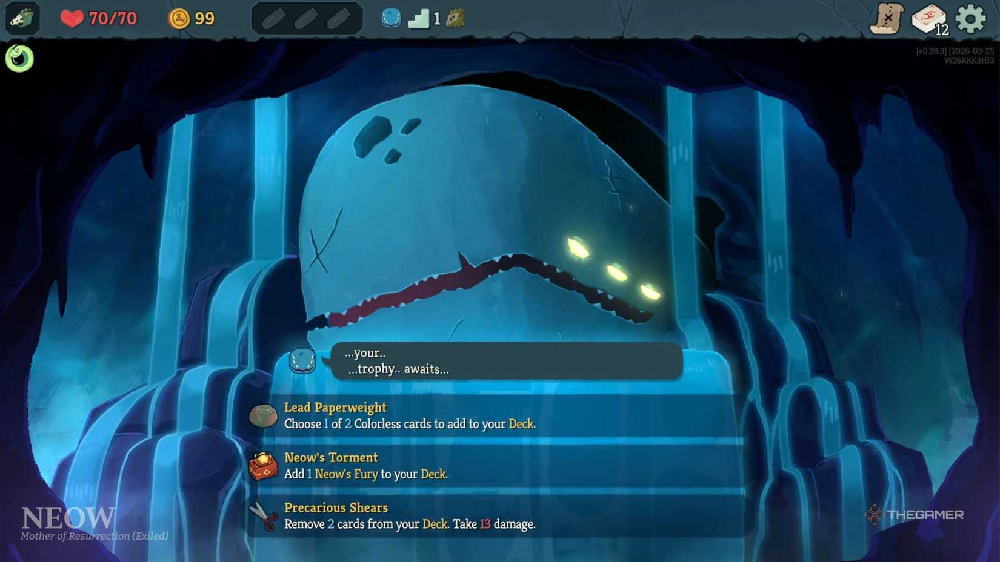 70/70
99
1
12
[v0.98.3] (2026-03-17)
W26KKK3HJ3
...your..
...trophy.. awaits...
Lead Paperweight
Choose 1 of 2 Colorless cards to add to your Deck.
Neow's Torment
Add 1 Neow's Fury to your Deck.
Precarious Shears
Remove 2 cards from your Deck. Take 13 damage.
NEOW
Mother of Resurrection (Exiled)
THEGAMER